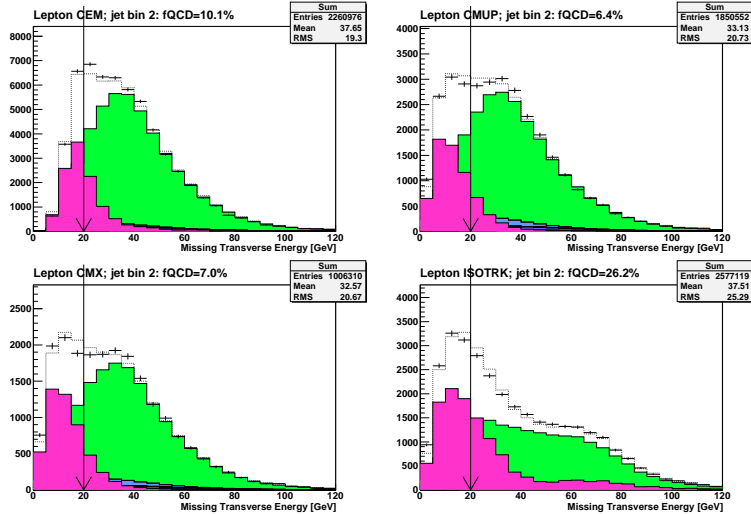 Lepton CEM; jet bin 2: fQCD=10.1%
Sum
Entries 2260976
Mean 37.65
RMS 19.3
8000
7000
6000
5000
4000
3000
2000
1000
0
0 20 40 60 80 100 120
Missing Transverse Energy [GeV]
Lepton CMUP; jet bin 2: fQCD=6.4%
Sum
Entries 1850552
Mean 33.13
RMS 20.73
4000
3500
3000
2500
2000
1500
1000
500
0
0 20 40 60 80 100 120
Missing Transverse Energy [GeV]
Lepton CMX; jet bin 2: fQCD=7.0%
Sum
Entries 1006310
Mean 32.57
RMS 20.67
2500
2000
1500
1000
500
0
0 20 40 60 80 100 120
Missing Transverse Energy [GeV]
Lepton ISOTRK; jet bin 2: fQCD=26.2%
Sum
Entries 2577119
Mean 37.51
RMS 25.29
4000
3500
3000
2500
2000
1500
1000
500
0
0 20 40 60 80 100 120
Missing Transverse Energy [GeV]